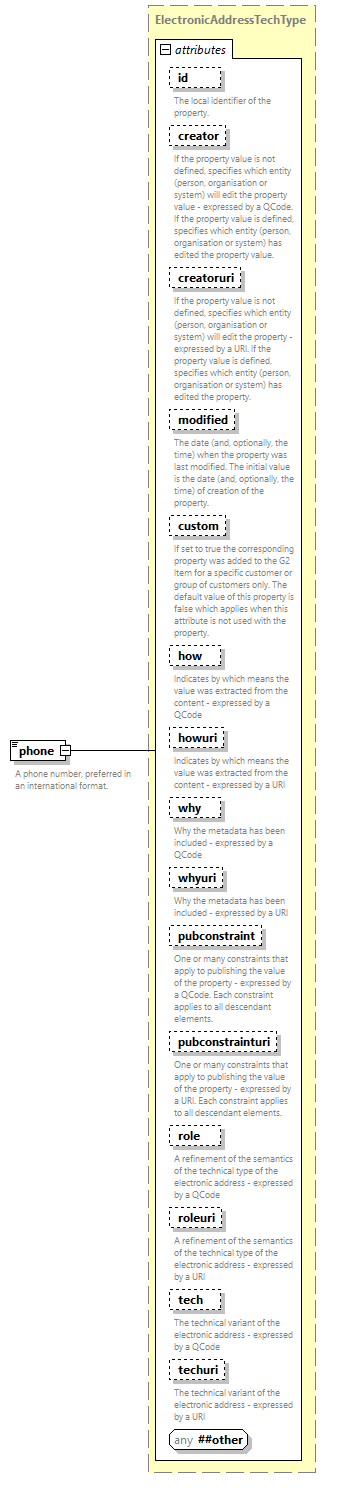 ElectronicAddressTechType
attributes
id
The local identifier of the
property.
creator
If the property value is not
defined, specifies which entity
(person, organisation or
system) will edit the property
value - expressed by a QCode.
If the property value is defined,
specifies which entity (person,
organisation or system) has
edited the property value.
creatoruri
If the property value is not
defined, specifies which entity
(person, organisation or
system) will edit the property -
expressed by a URI. If the
property value is defined,
specifies which entity (person,
organisation or system) has
edited the property.
modified
The date (and, optionally, the
time) when the property was
last modified. The initial value
is the date (and, optionally, the
time) of creation of the
property.
custom
If set to true the corresponding
property was added to the G2
Item for a specific customer or
group of customers only. The
default value of this property is
false which applies when this
attribute is not used with the
property.
how
Indicates by which means the
value was extracted from the
content - expressed by a
QCode
howuri
Indicates by which means the
value was extracted from the
content - expressed by a URI
phone
A phone number, preferred in
an international format.
why
Why the metadata has been
included - expressed by a
QCode
whyuri
Why the metadata has been
included - expressed by a URI
pubconstraint
One or many constraints that
apply to publishing the value
of the property - expressed by
a QCode. Each constraint
applies to all descendant
elements.
pubconstrainturi
One or many constraints that
apply to publishing the value
of the property - expressed by
a URI. Each constraint applies
to all descendant elements.
role
A refinement of the semantics
of the technical type of the
electronic address - expressed
by a QCode
roleuri
A refinement of the semantics
of the technical type of the
electronic address - expressed
by a URI
tech
The technical variant of the
electronic address - expressed
by a QCode
techuri
The technical variant of the
electronic address - expressed
by a URI
any ##other